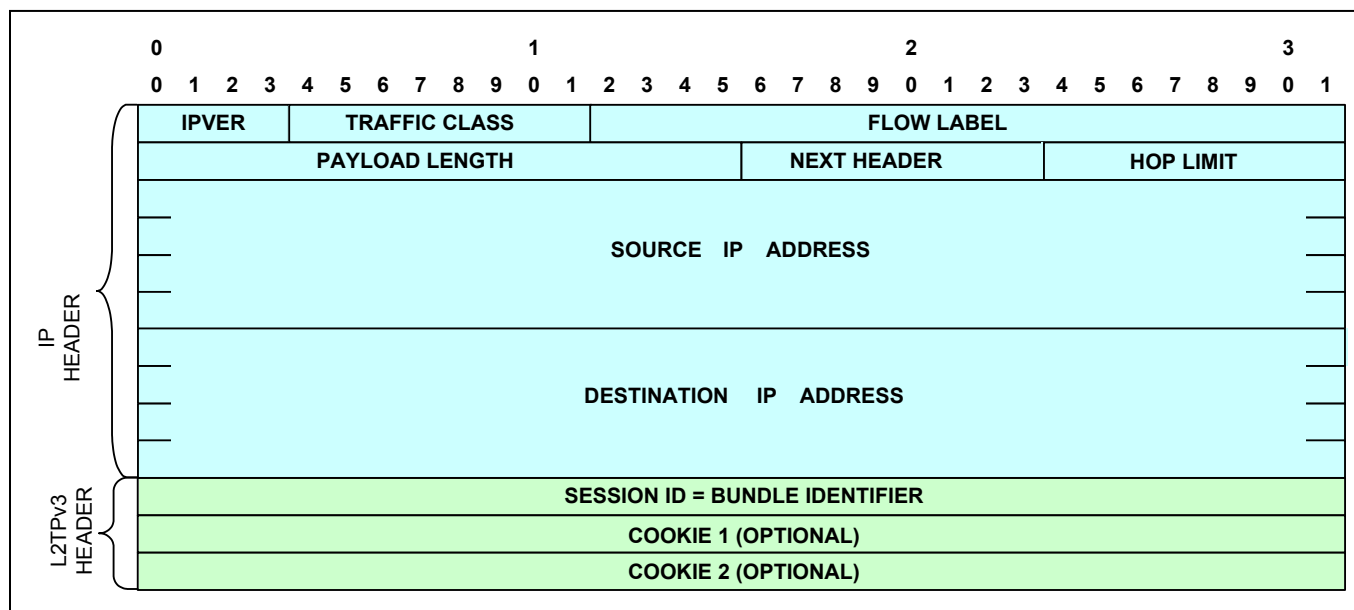 0 1 2 3
0 1 2 3 4 5 6 7 8 9 0 1 2 3 4 5 6 7 8 9 0 1 2 3 4 5 6 7 8 9 0 1
IP
HEADER
IPVER TRAFFIC CLASS FLOW LABEL
PAYLOAD LENGTH NEXT HEADER HOP LIMIT
SOURCE IP ADDRESS
DESTINATION IP ADDRESS
L2TPv3
HEADER
SESSION ID = BUNDLE IDENTIFIER
COOKIE 1 (OPTIONAL)
COOKIE 2 (OPTIONAL)